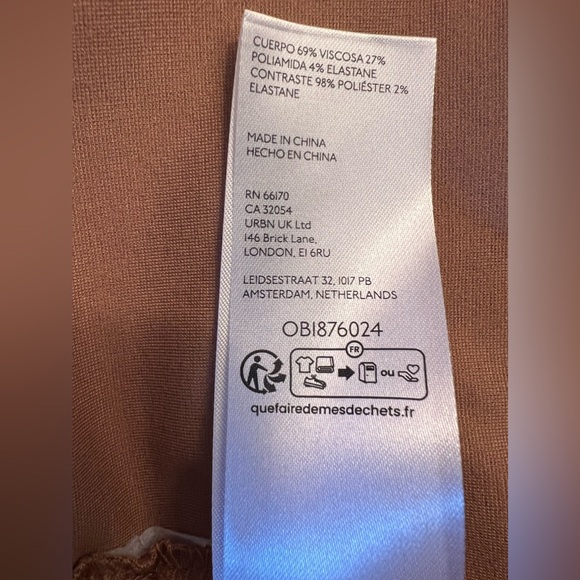 CUERPO 69% VISCOSA 27%
POLIAMIDA 4% ELASTANE
CONTRASTE 98% POLIÉSTER 2%
ELASTANE
MADE IN CHINA
HECHO EN CHINA
RN 66170
CA 32054
URBN UK Ltd
146 Brick Lane,
LONDON, E1 6RU
LEIDSESTRAAT 32, 1017 PB
AMSTERDAM, NETHERLANDS
OB1876024
FR
ou
quefairedemesdechets.fr